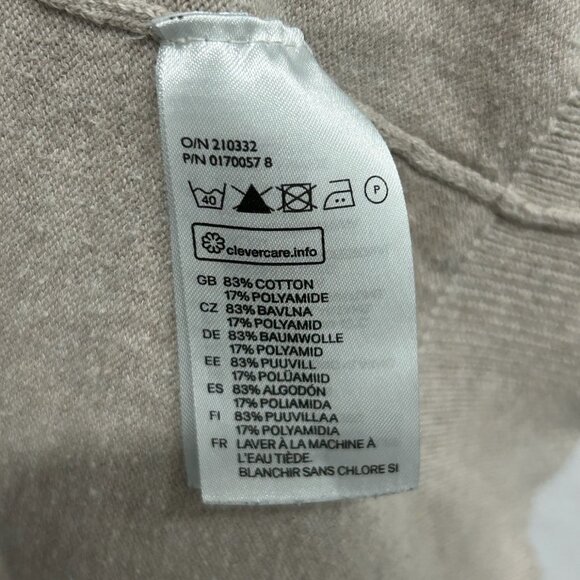 O/N 210332
P/N 0170057 8
40 P
clevercare.info
GB 83% COTTON
17% POLYAMIDE
CZ 83% BAVLNA
17% POLYAMID
DE 83% BAUMWOLLE
17% POLYAMID
EE 83% PUUVILL
17% POLÜAMIID
ES 83% ALGODÓN
17% POLIAMIDA
FI 83% PUUVILLAA
17% POLYAMIDIA
FR LAVER À LA MACHINE À
L'EAU TIÈDE.
BLANCHIR SANS CHLORE SI